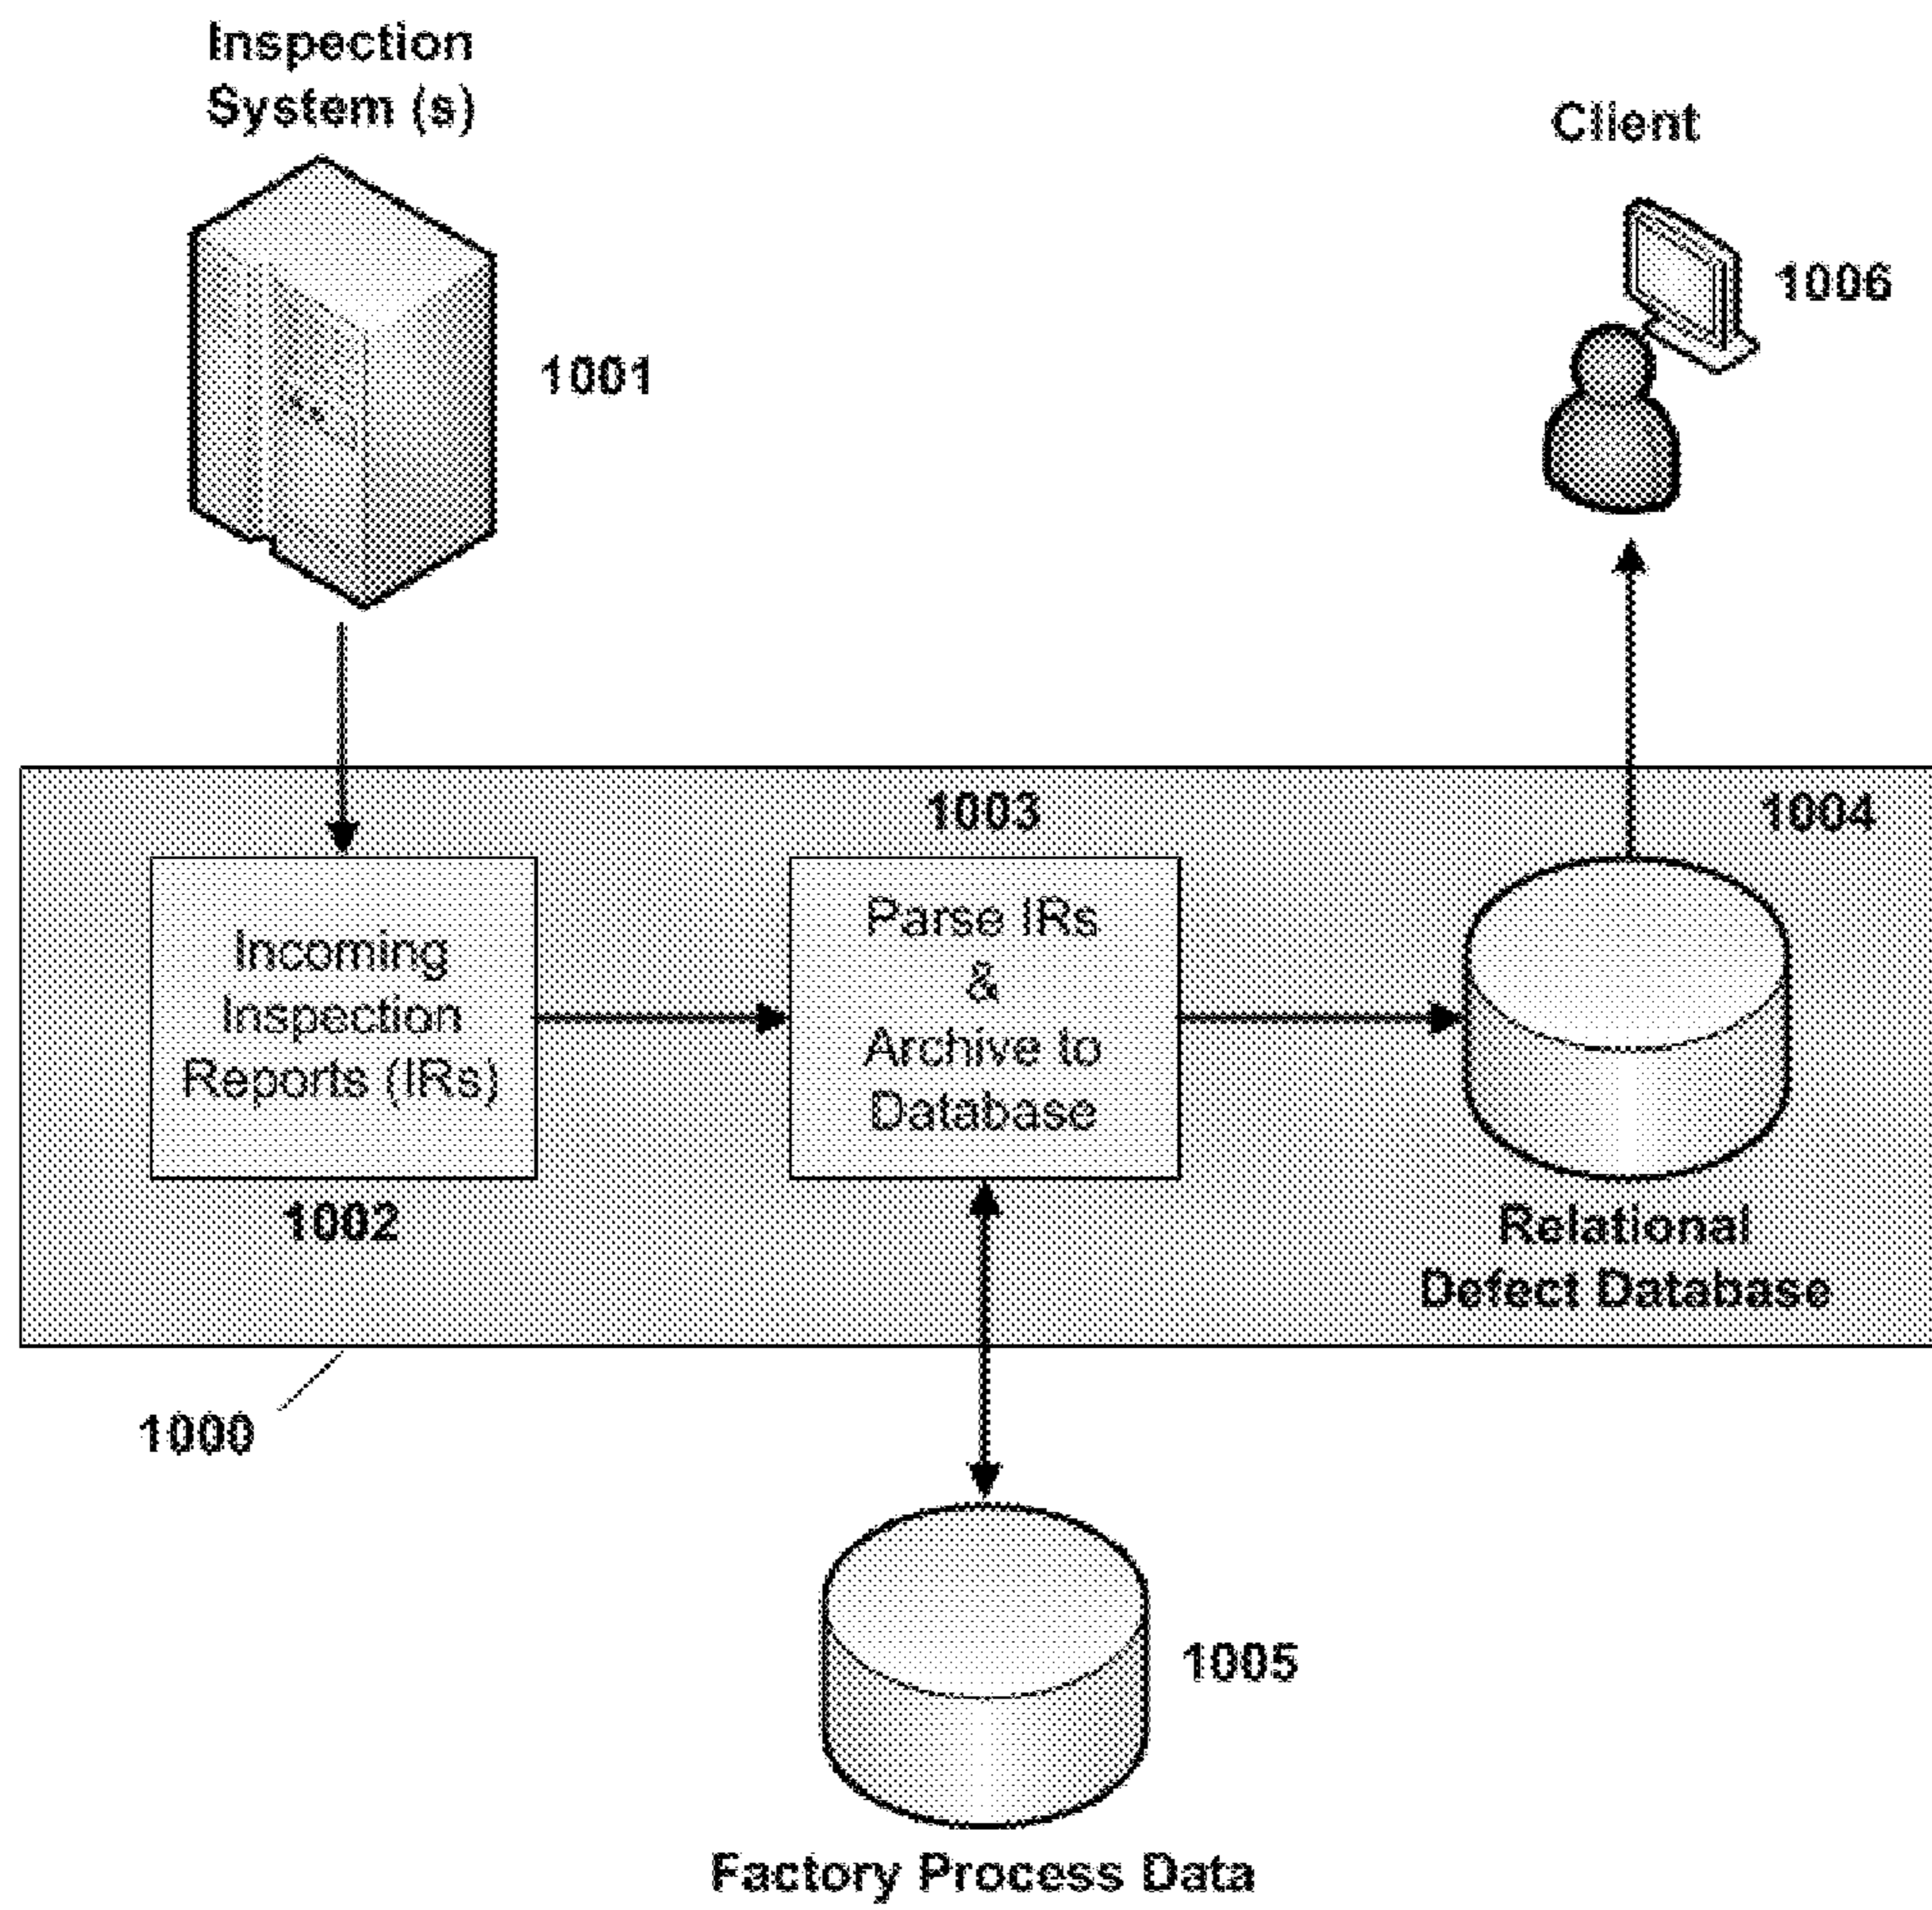 Inspection
System (s)
1001
Client
1006
1003
1004
Incoming
Inspection
Reports (IRs)
1002
Parse IRs
&
Archive to
Database
Relational
Defect Database
1000
1005
Factory Process Data